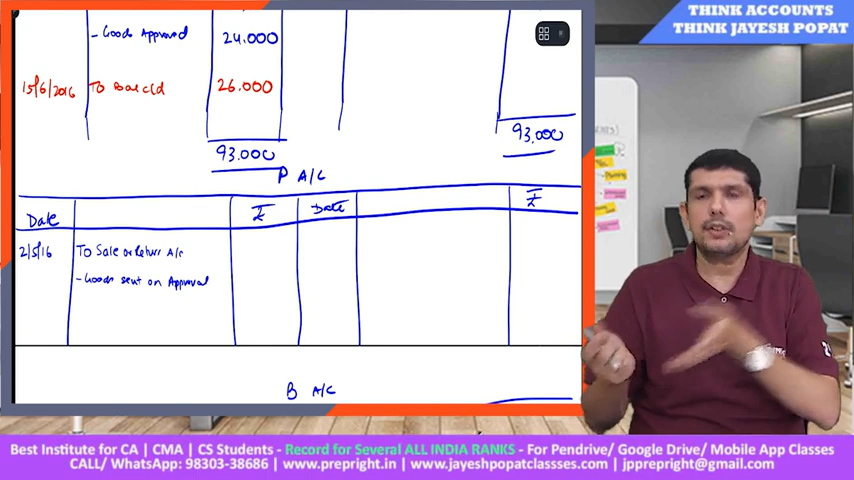 THINK ACCOUNTS
THINK JAYESH POPAT
- Goods Approved 24.000
15/6/2016 To Bal c/d 26.000
93.000 93.000
P A/C
Date ₹ Date ₹
2/5/16 To Sale or Return A/c
- Goods sent on Approval
B A/C
Best Institute for CA | CMA | CS Students - Record for Several ALL INDIA RANKS - For Pendrive/ Google Drive/ Mobile App Classes
CALL/ WhatsApp: 98303-38686 | www.prepright.in | www.jayeshpopatclassses.com | jpprepright@gmail.com